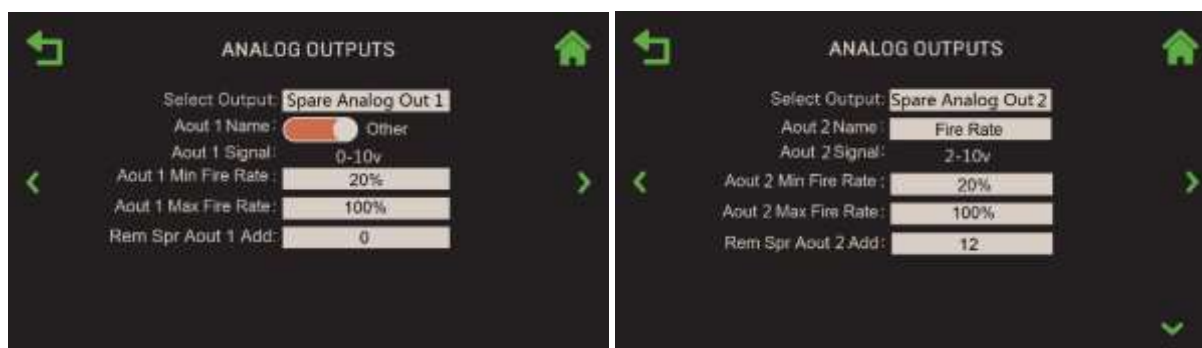 ANALOG OUTPUTS
Select Output: Spare Analog Out 1
Aout 1 Name: Other
Aout 1 Signal: 0-10v
Aout 1 Min Fire Rate: 20%
Aout 1 Max Fire Rate: 100%
Rem Spr Aout 1 Add: 0
ANALOG OUTPUTS
Select Output: Spare Analog Out 2
Aout 2 Name: Fire Rate
Aout 2 Signal: 2-10v
Aout 2 Min Fire Rate: 20%
Aout 2 Max Fire Rate: 100%
Rem Spr Aout 2 Add: 12